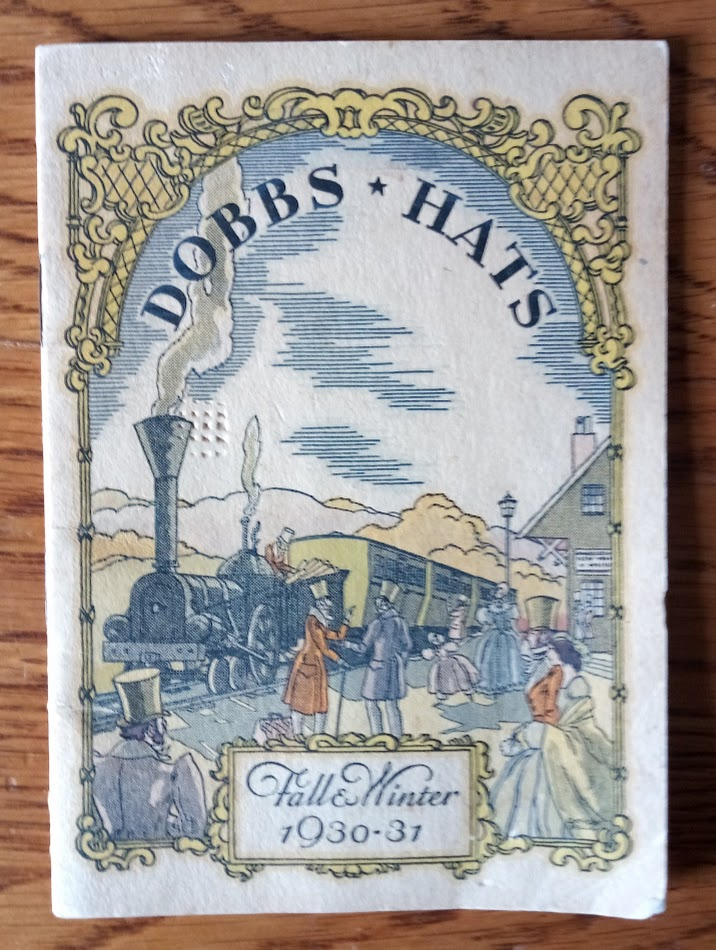 DOBBS ★ HATS
Fall & Winter
1930-31